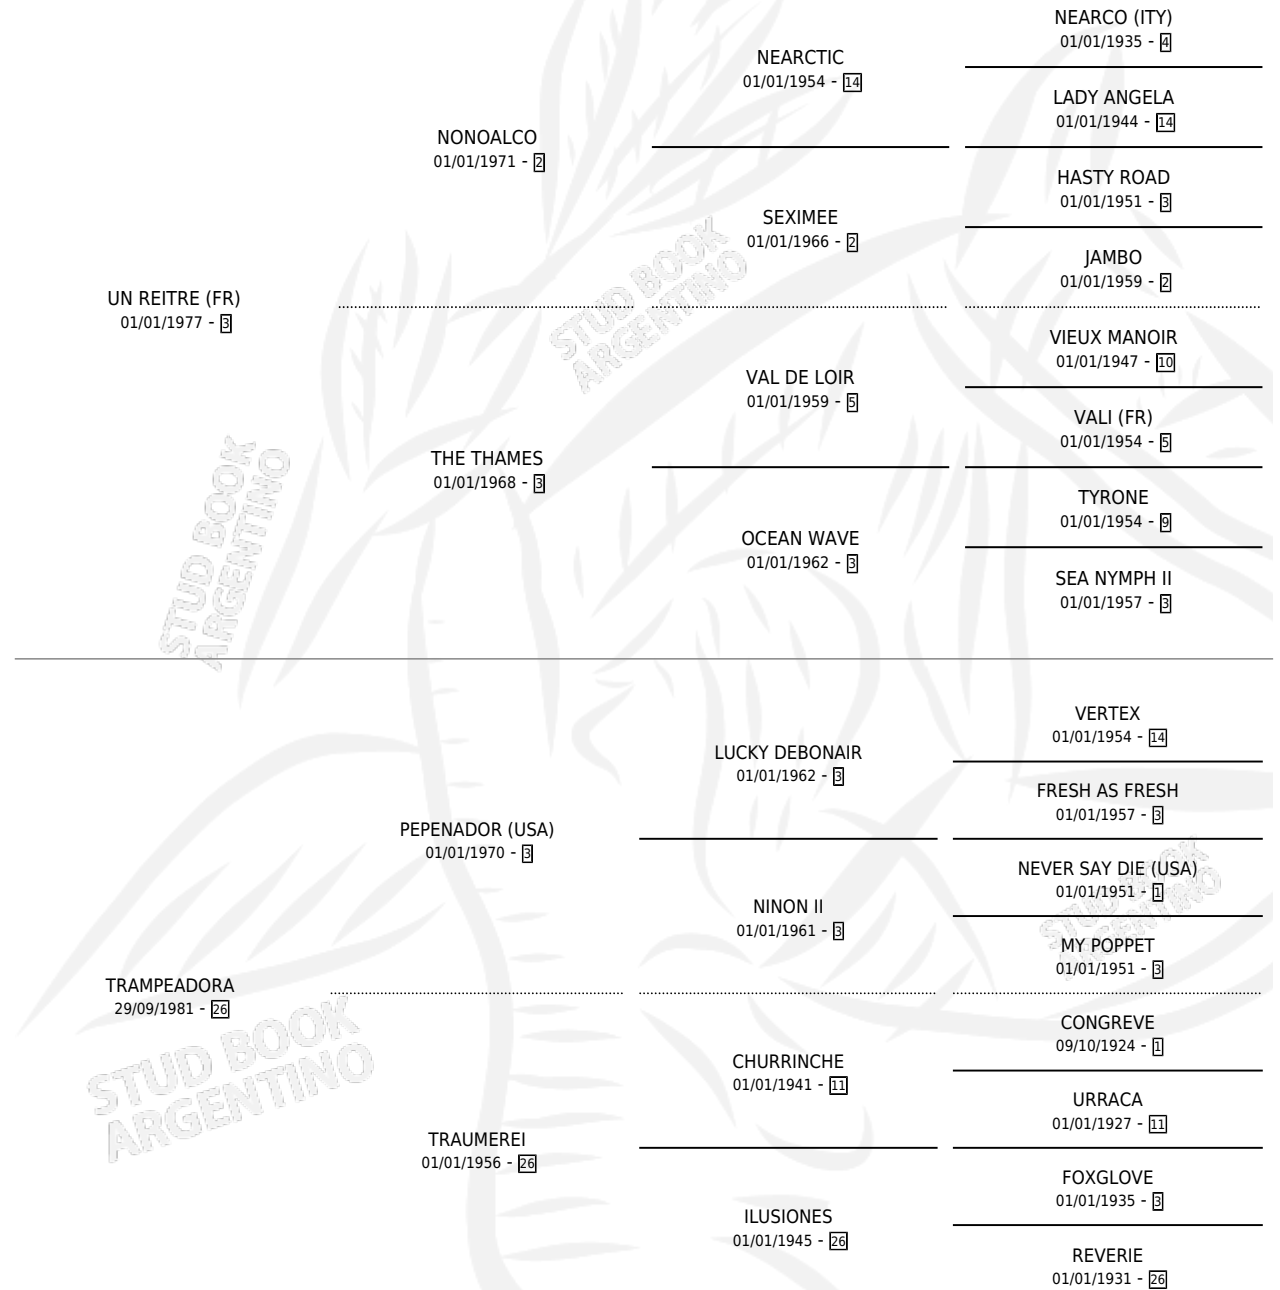 NEARCO (ITY)
01/01/1935 - 4
NEARCTIC
01/01/1954 - 14
LADY ANGELA
01/01/1944 - 14
NONOALCO
01/01/1971 - 2
HASTY ROAD
01/01/1951 - 3
SEXIMEE
01/01/1966 - 2
JAMBO
01/01/1959 - 2
UN REITRE (FR)
01/01/1977 - 3
VIEUX MANOIR
01/01/1947 - 10
VAL DE LOIR
01/01/1959 - 5
VALI (FR)
01/01/1954 - 5
THE THAMES
01/01/1968 - 3
TYRONE
01/01/1954 - 9
OCEAN WAVE
01/01/1962 - 3
SEA NYMPH II
01/01/1957 - 3
VERTEX
01/01/1954 - 14
LUCKY DEBONAIR
01/01/1962 - 3
FRESH AS FRESH
01/01/1957 - 3
PEPENADOR (USA)
01/01/1970 - 3
NEVER SAY DIE (USA)
01/01/1951 - 1
NINON II
01/01/1961 - 3
MY POPPET
01/01/1951 - 3
TRAMPEADORA
29/09/1981 - 26
CONGREVE
09/10/1924 - 1
CHURRINCHE
01/01/1941 - 11
URRACA
01/01/1927 - 11
TRAUMEREI
01/01/1956 - 26
FOXGLOVE
01/01/1935 - 3
ILUSIONES
01/01/1945 - 26
REVERIE
01/01/1931 - 26
STUD BOOK
ARGENTINO
STUD BOOK
ARGENTINO
STUD BOOK
ARGENTINO
STUD BOOK
ARGENTINO